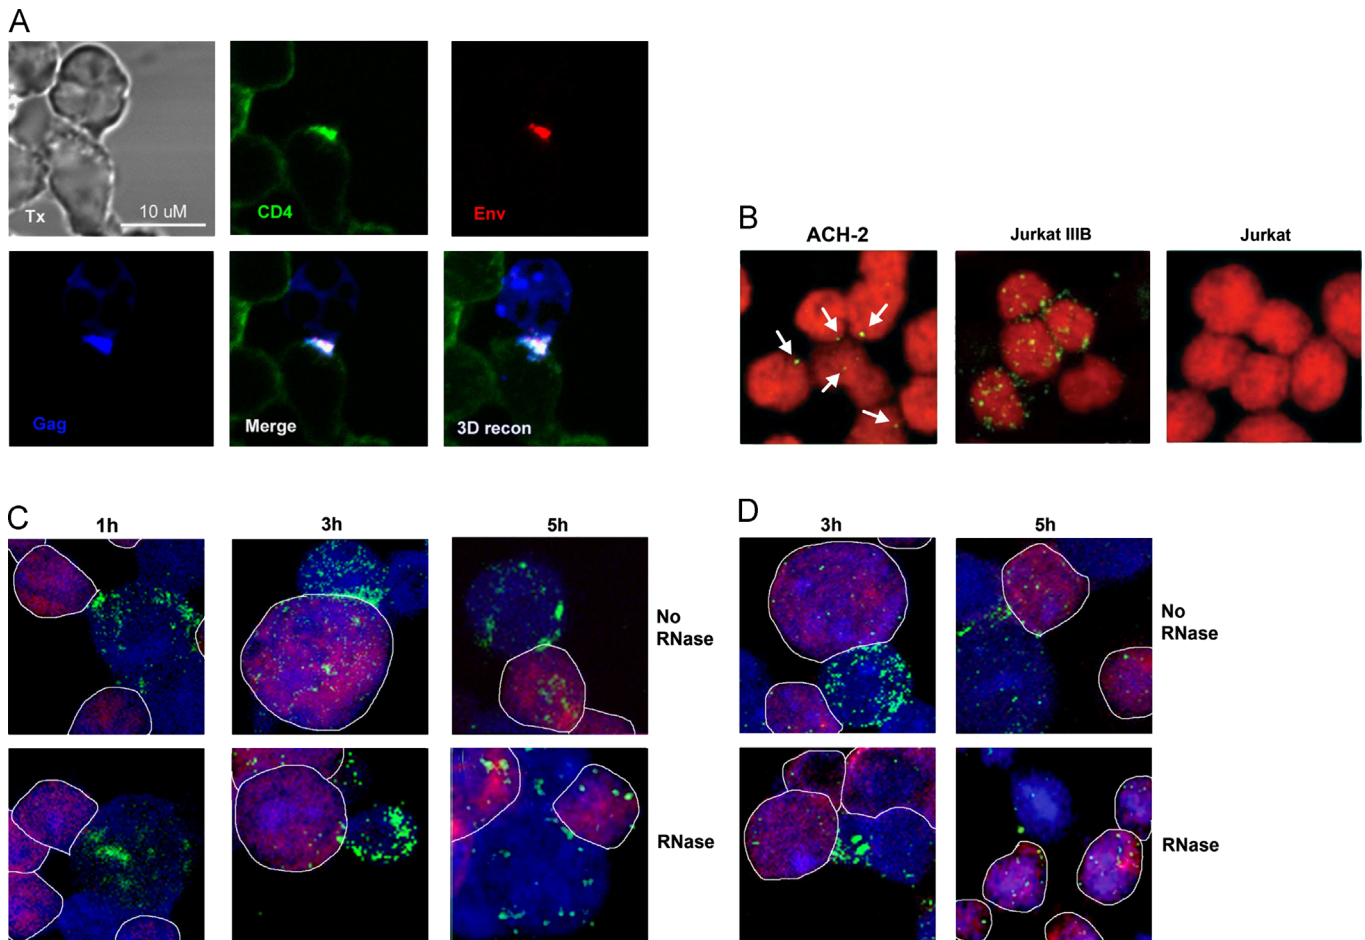 A
Tx
10 uM
CD4
Env
Gag
Merge
3D recon
B
ACH-2
Jurkat IIIB
Jurkat
C
1h
3h
5h
No
RNase
RNase
D
3h
5h
No
RNase
RNase